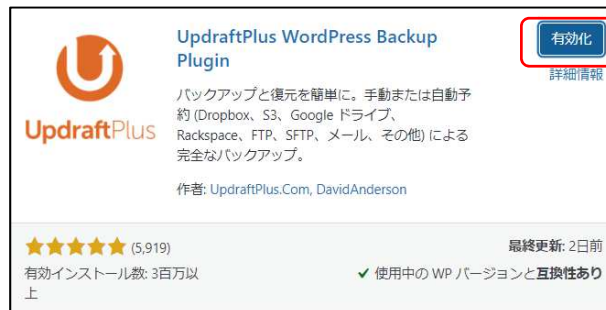 UpdraftPlus WordPress Backup
Plugin
有効化
詳細情報
バックアップと復元を簡単に。手動または自動予
約 (Dropbox、S3、Google ドライブ、
Rackspace、FTP、SFTP、メール、その他) による
完全なバックアップ。
UpdraftPlus
作者: UpdraftPlus.Com, DavidAnderson
(5,919)
最終更新: 2日前
有効インストール数: 3百万以
上
✔ 使用中の WP バージョンと互換性あり